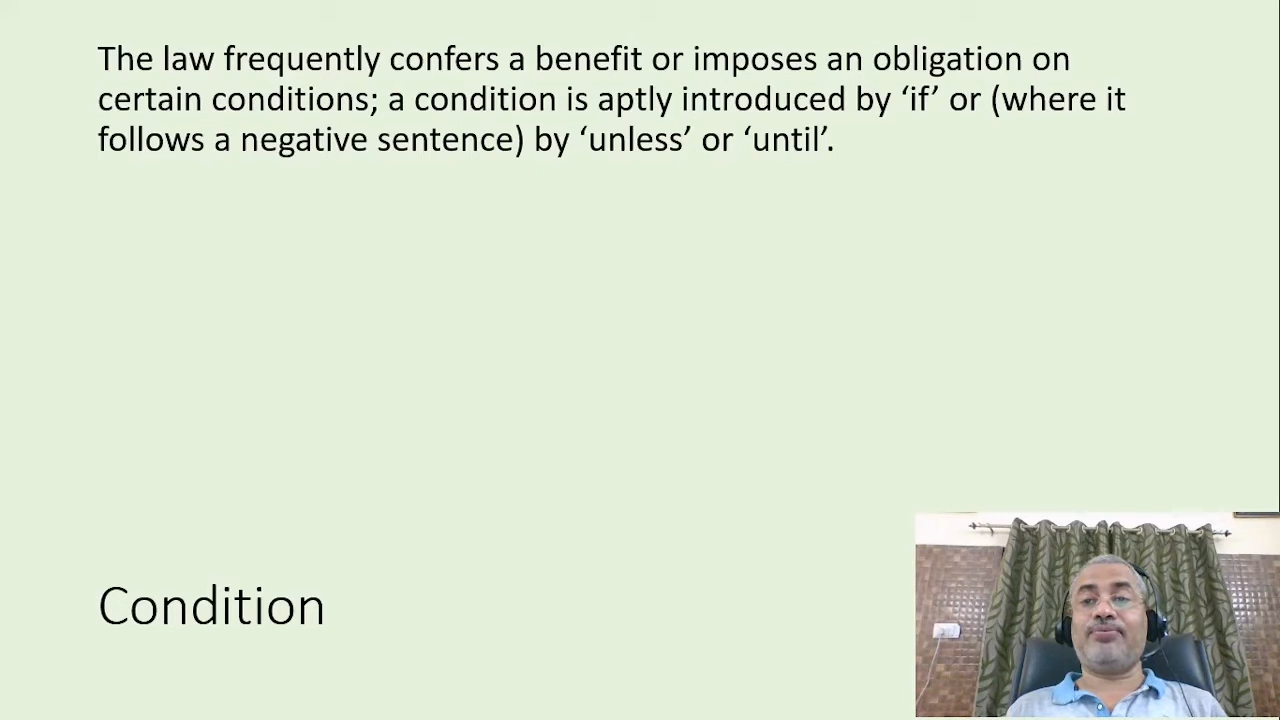 The law frequently confers a benefit or imposes an obligation on
certain conditions; a condition is aptly introduced by ‘if’ or (where it
follows a negative sentence) by ‘unless’ or ‘until’.
Condition